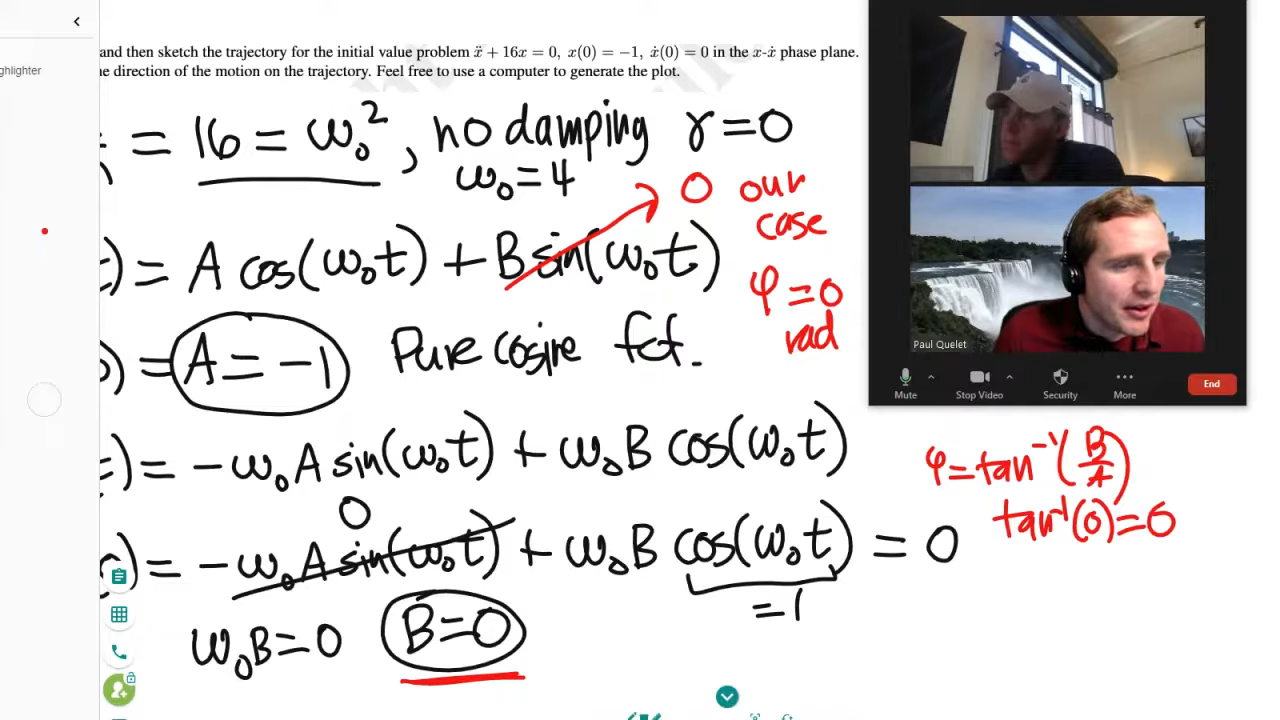 and then sketch the trajectory for the initial value problem ẍ + 16x = 0, x(0) = −1, ẋ(0) = 0 in the x-ẋ phase plane.
e direction of the motion on the trajectory. Feel free to use a computer to generate the plot.
ghlighter
= 16 = ω₀², no damping γ=0
ω₀=4
0 our
case
) = A cos(ω₀t) + B sin(ω₀t)
φ=0
rad
) = A = −1 Pure cosine fct.
) = −ω₀A sin(ω₀t) + ω₀B cos(ω₀t)
0
) = −ω₀A sin(ω₀t) + ω₀B cos(ω₀t) = 0
=1
ω₀B=0 B=0
φ=tan⁻¹(B/A)
tan⁻¹(0)=0
Paul Quelet
Mute Stop Video Security More End